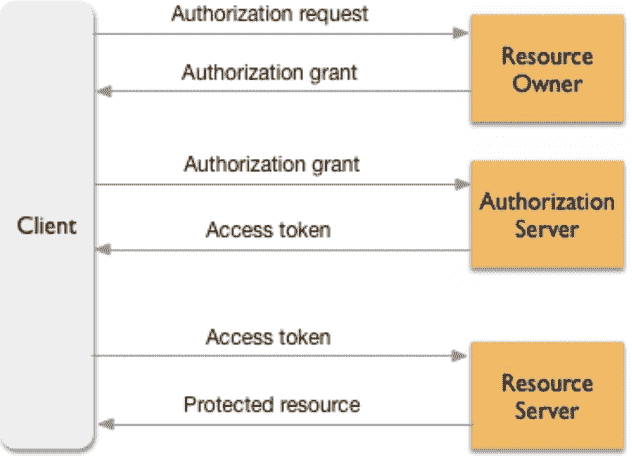 Authorization request
Resource
Owner
Authorization grant
Authorization grant
Authorization
Server
Client
Access token
Access token
Resource
Server
Protected resource